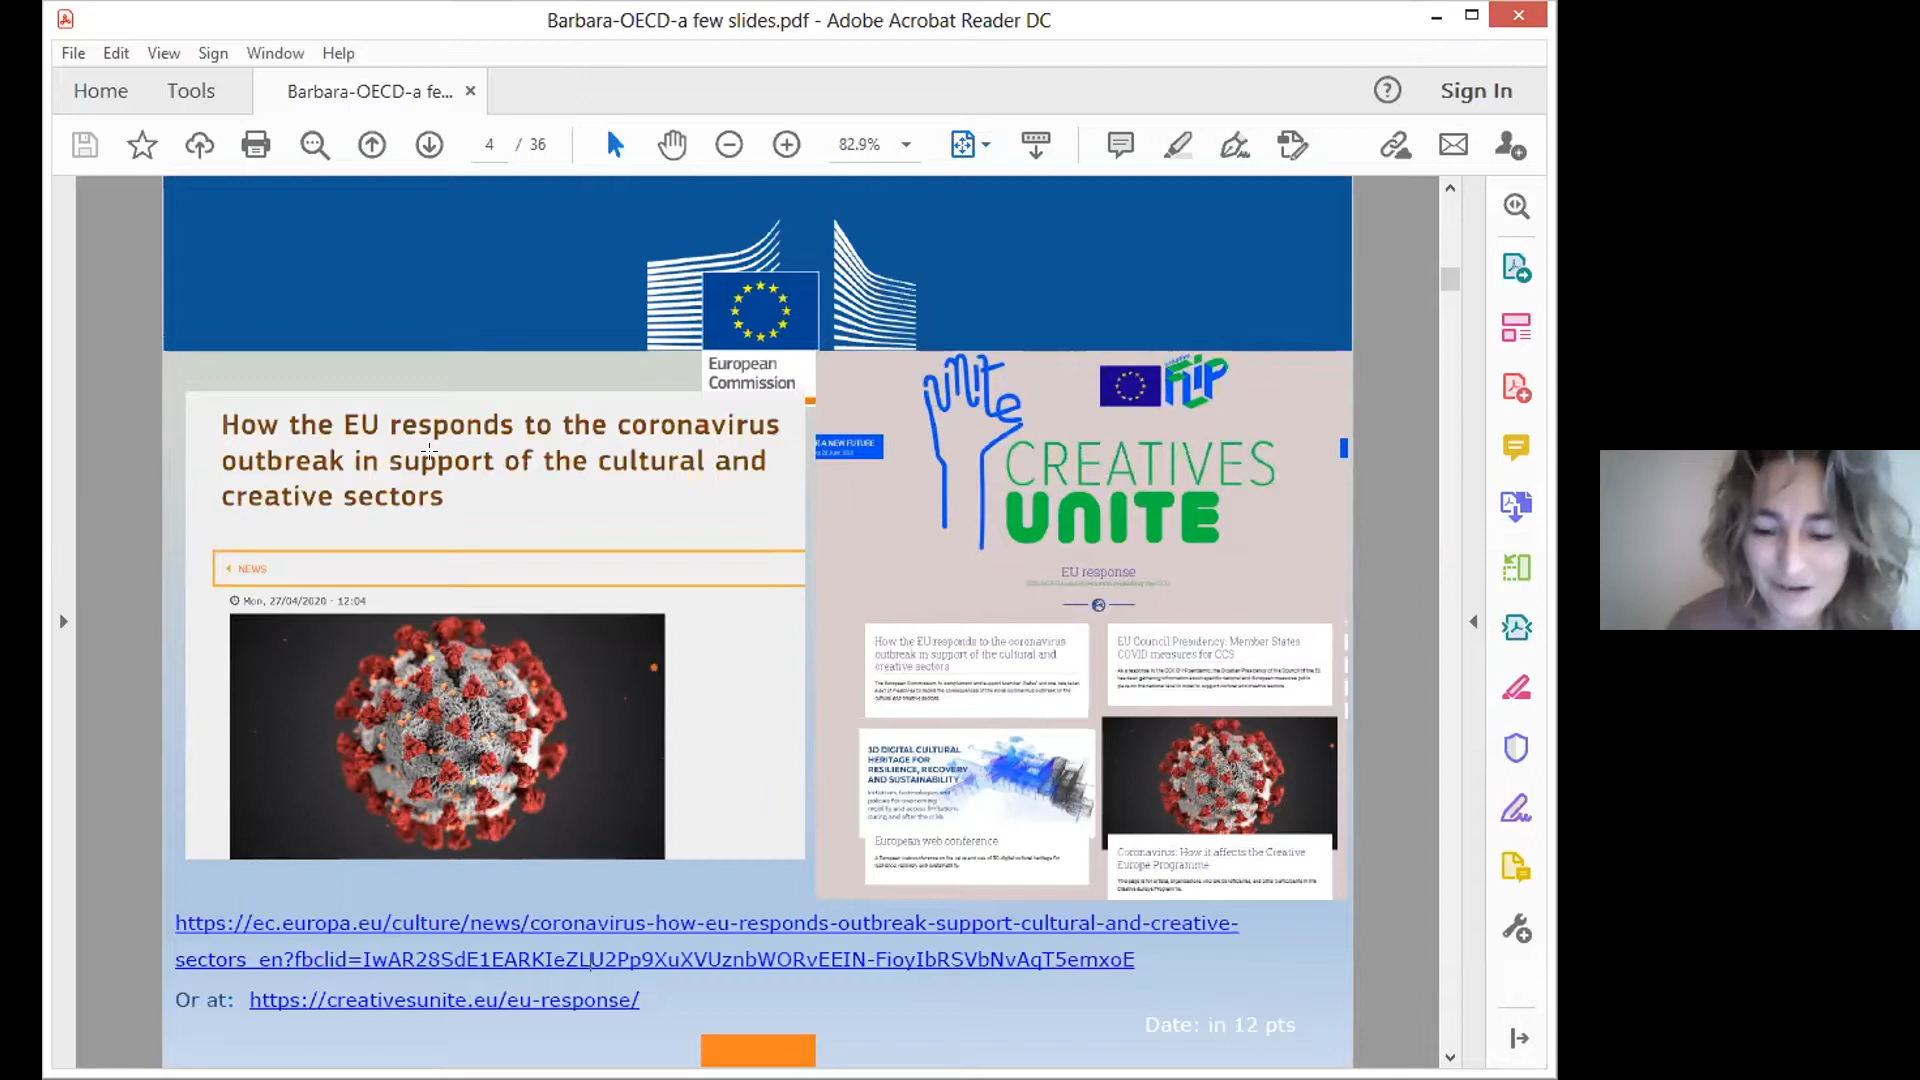 Barbara-OECD-a few slides.pdf - Adobe Acrobat Reader DC
File Edit View Sign Window Help
Home Tools Barbara-OECD-a fe... × Sign In
4 / 36 82.9%
European
Commission
How the EU responds to the coronavirus
outbreak in support of the cultural and
creative sectors
NEWS
Mon, 27/04/2020 - 12:04
unite
creative
FLIP
R A NEW FUTURE
CREATIVES
UNITE
EU response
How the EU responds to the coronavirus
outbreak in support of the cultural and
creative sectors
EU Council Presidency: Member States
COVID measures for CCS
3D DIGITAL CULTURAL
HERITAGE FOR
RESILIENCE, RECOVERY
AND SUSTAINABILITY
European web conference
Coronavirus: How it affects the Creative
Europe Programme
https://ec.europa.eu/culture/news/coronavirus-how-eu-responds-outbreak-support-cultural-and-creative-
sectors_en?fbclid=IwAR28SdE1EARKIeZLU2Pp9XuXVUznbWORvEEIN-FioyIbRSVbNvAqT5emxoE
Or at: https://creativesunite.eu/eu-response/
Date: in 12 pts